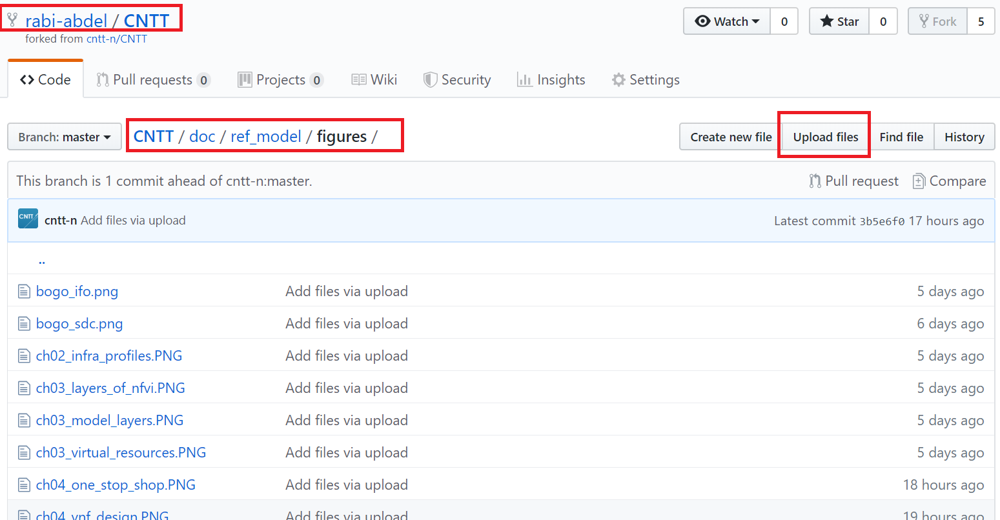 rabi-abdel / CNTT
forked from cntt-n/CNTT
Watch 0 Star 0 Fork 5
Code Pull requests 0 Projects 0 Wiki Security Insights Settings
Branch: master CNTT / doc / ref_model / figures / Create new file Upload files Find file History
This branch is 1 commit ahead of cntt-n:master. Pull request Compare
CNTT cntt-n Add files via upload Latest commit 3b5e6f0 17 hours ago
..
bogo_ifo.png Add files via upload 5 days ago
bogo_sdc.png Add files via upload 6 days ago
ch02_infra_profiles.PNG Add files via upload 5 days ago
ch03_layers_of_nfvi.PNG Add files via upload 5 days ago
ch03_model_layers.PNG Add files via upload 5 days ago
ch03_virtual_resources.PNG Add files via upload 5 days ago
ch04_one_stop_shop.PNG Add files via upload 18 hours ago
ch04_vnf_design.PNG Add files via upload 19 hours ago